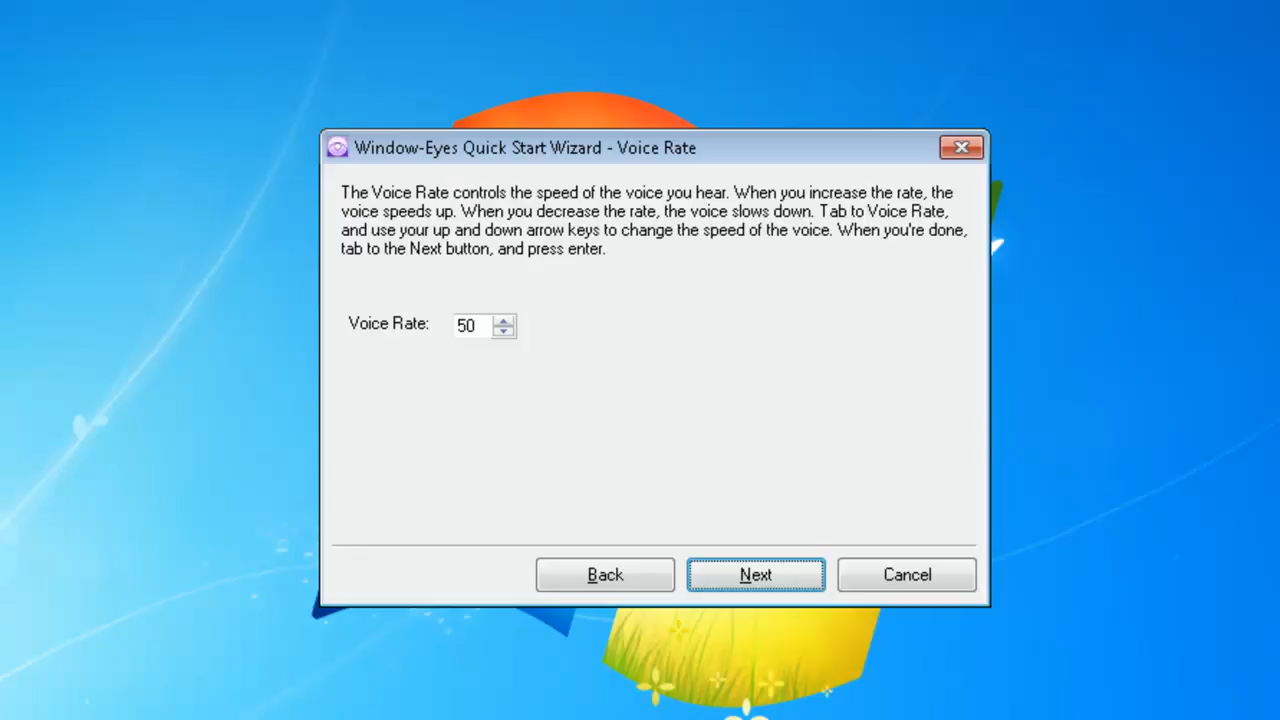 Window-Eyes Quick Start Wizard - Voice Rate
The Voice Rate controls the speed of the voice you hear. When you increase the rate, the
voice speeds up. When you decrease the rate, the voice slows down. Tab to Voice Rate,
and use your up and down arrow keys to change the speed of the voice. When you're done,
tab to the Next button, and press enter.
Voice Rate: 50
Back Next Cancel